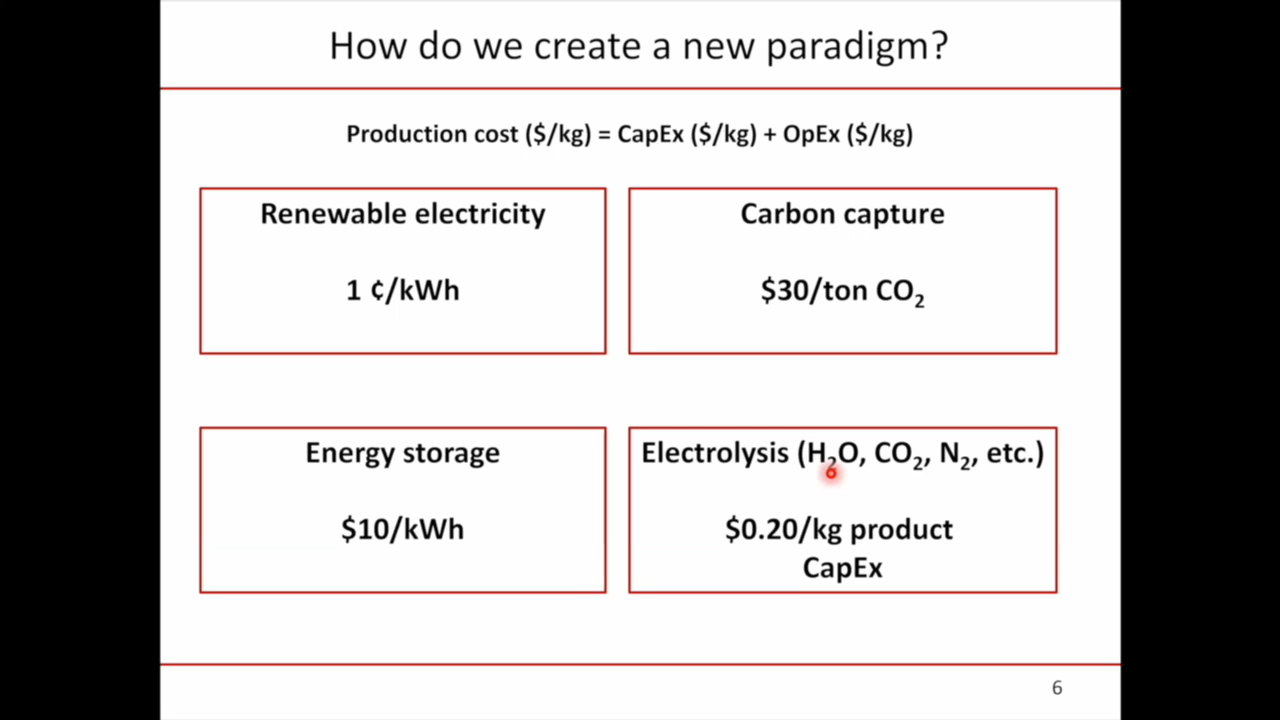 How do we create a new paradigm?
Production cost ($/kg) = CapEx ($/kg) + OpEx ($/kg)
Renewable electricity
1 ¢/kWh
Carbon capture
$30/ton CO₂
Energy storage
$10/kWh
Electrolysis (H₂O, CO₂, N₂, etc.)
$0.20/kg product
CapEx
6